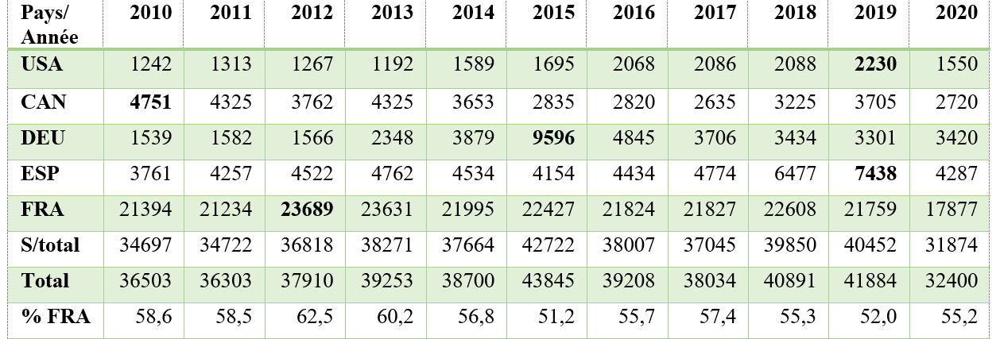 Pays/ 2010 2011 2012 2013 2014 2015 2016 2017 2018 2019 2020
Année
USA 1242 1313 1267 1192 1589 1695 2068 2086 2088 2230 1550
CAN 4751 4325 3762 4325 3653 2835 2820 2635 3225 3705 2720
DEU 1539 1582 1566 2348 3879 9596 4845 3706 3434 3301 3420
ESP 3761 4257 4522 4762 4534 4154 4434 4774 6477 7438 4287
FRA 21394 21234 23689 23631 21995 22427 21824 21827 22608 21759 17877
S/total 34697 34722 36818 38271 37664 42722 38007 37045 39850 40452 31874
Total 36503 36303 37910 39253 38700 43845 39208 38034 40891 41884 32400
% FRA 58,6 58,5 62,5 60,2 56,8 51,2 55,7 57,4 55,3 52,0 55,2